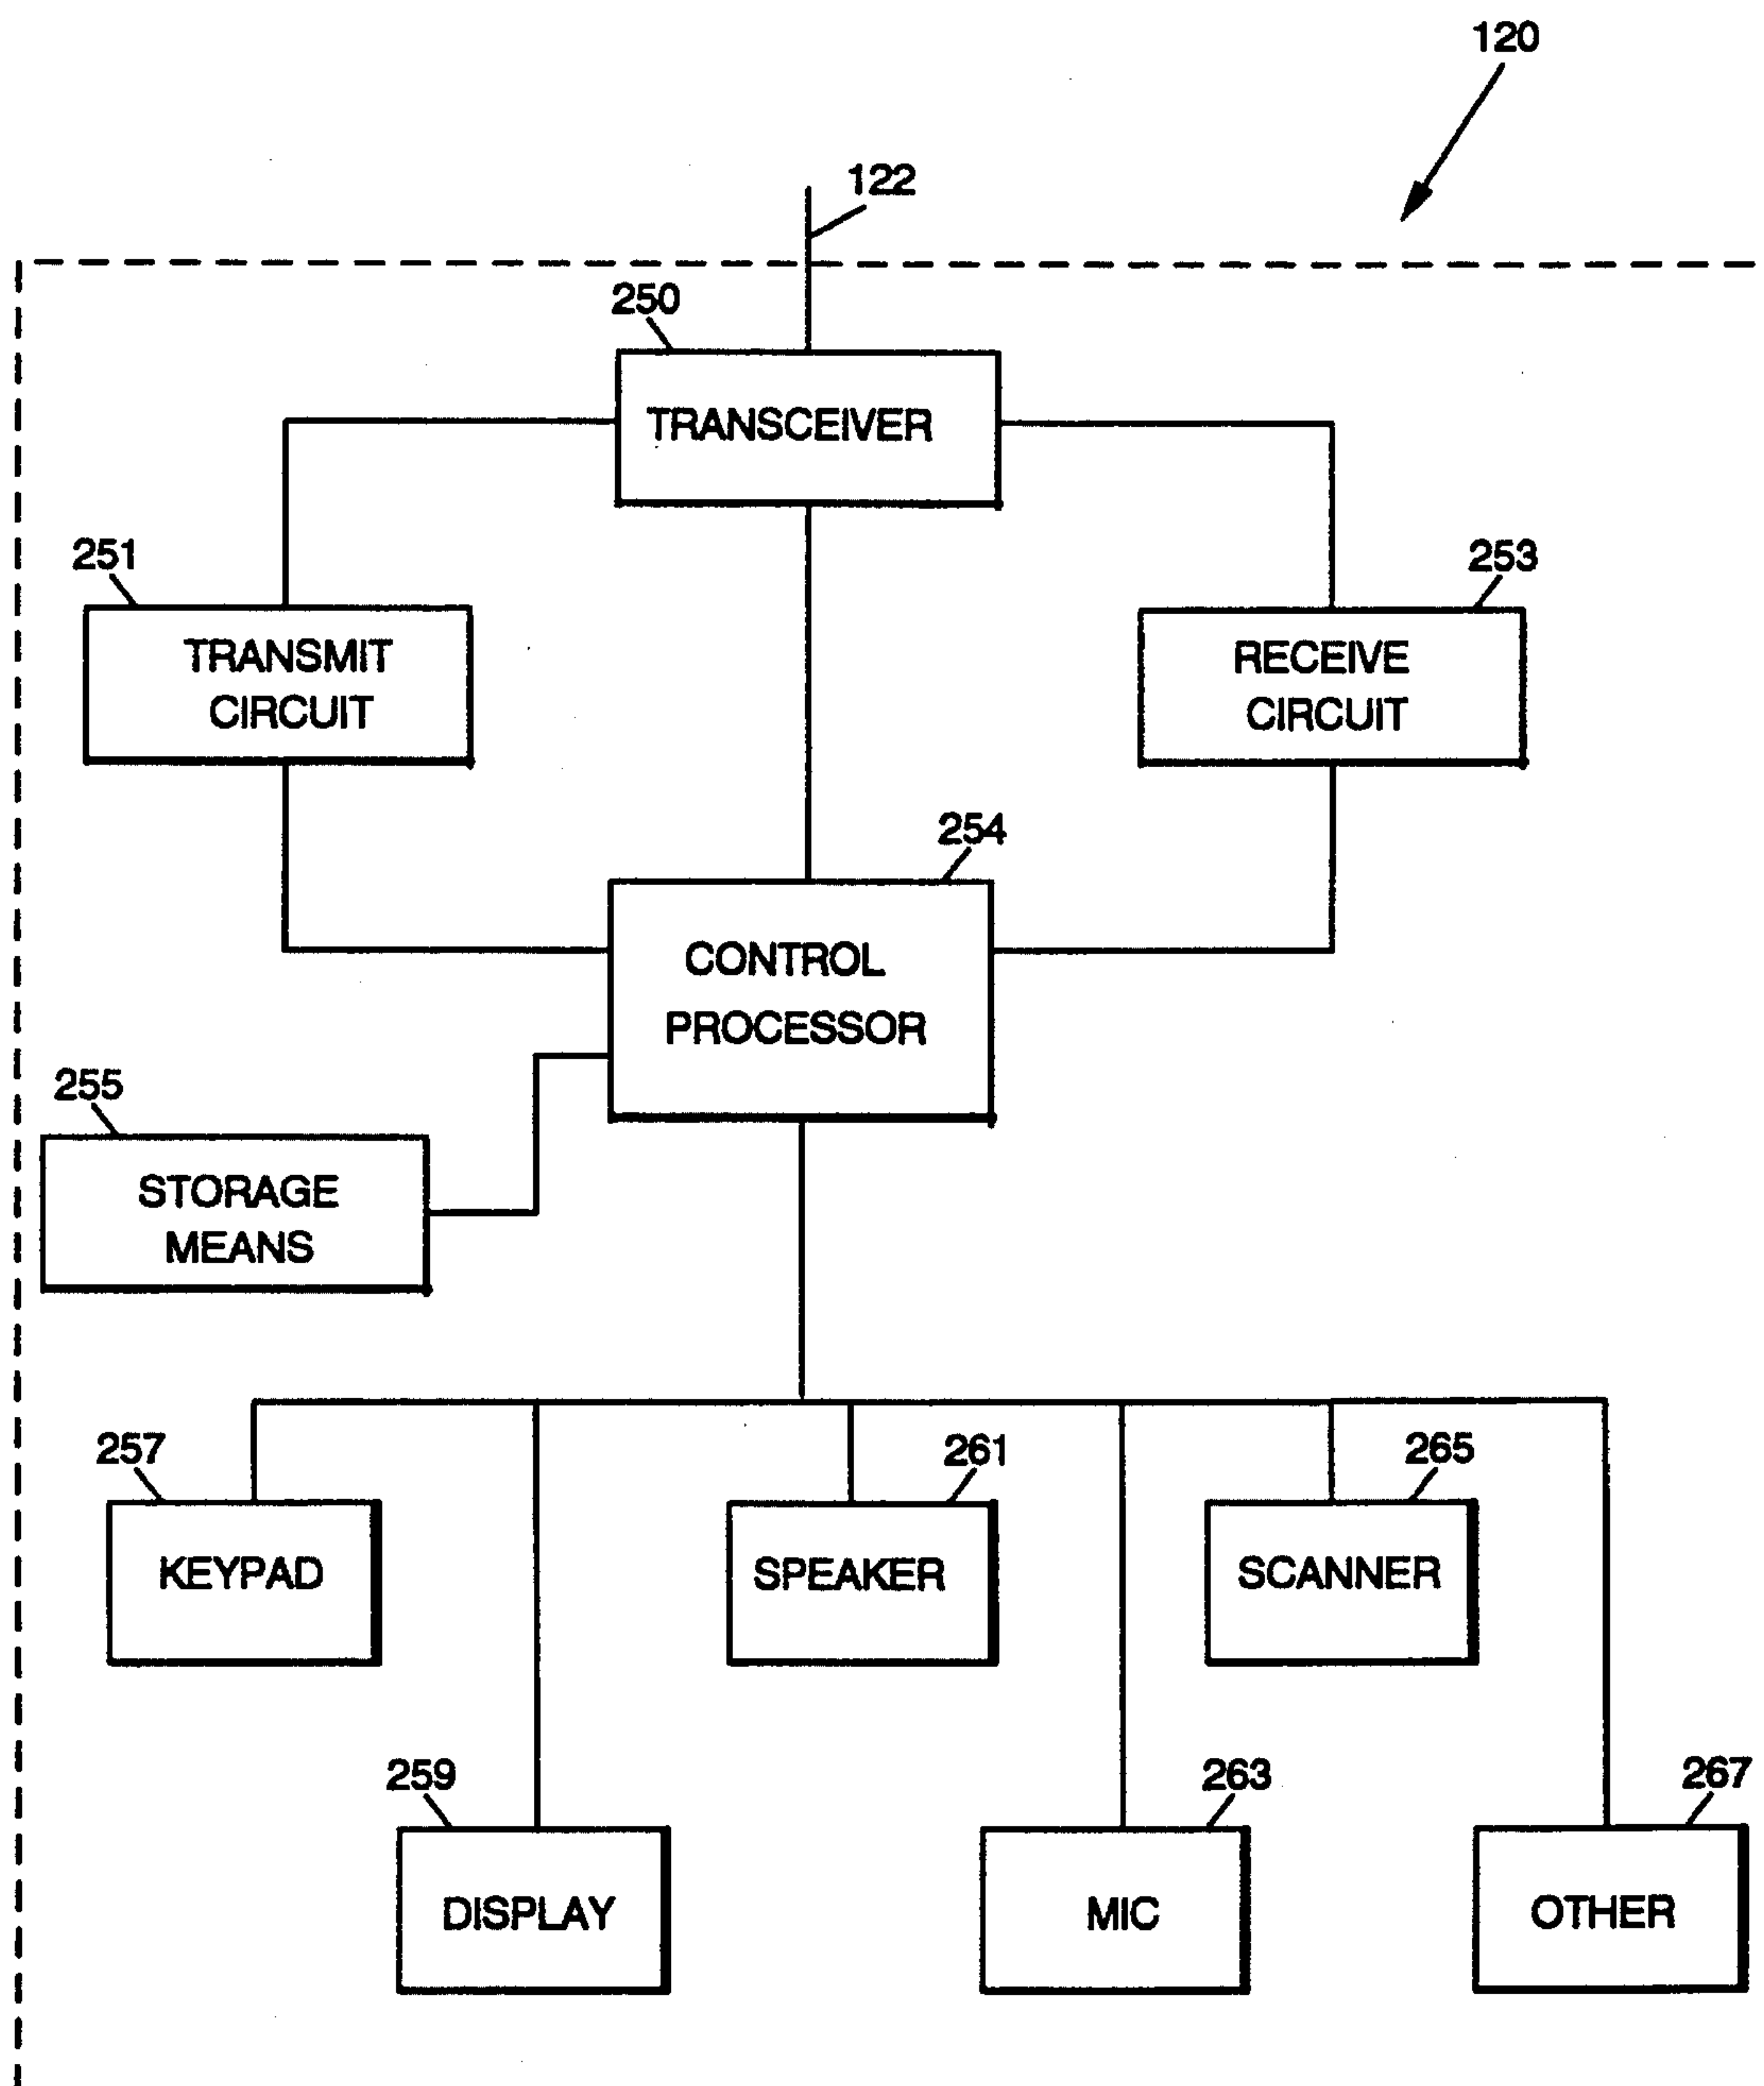 120
122
250
TRANSCEIVER
251
253
TRANSMIT
CIRCUIT
RECEIVE
CIRCUIT
254
CONTROL
PROCESSOR
255
STORAGE
MEANS
257
261
265
KEYPAD
SPEAKER
SCANNER
259
263
267
DISPLAY
MIC
OTHER